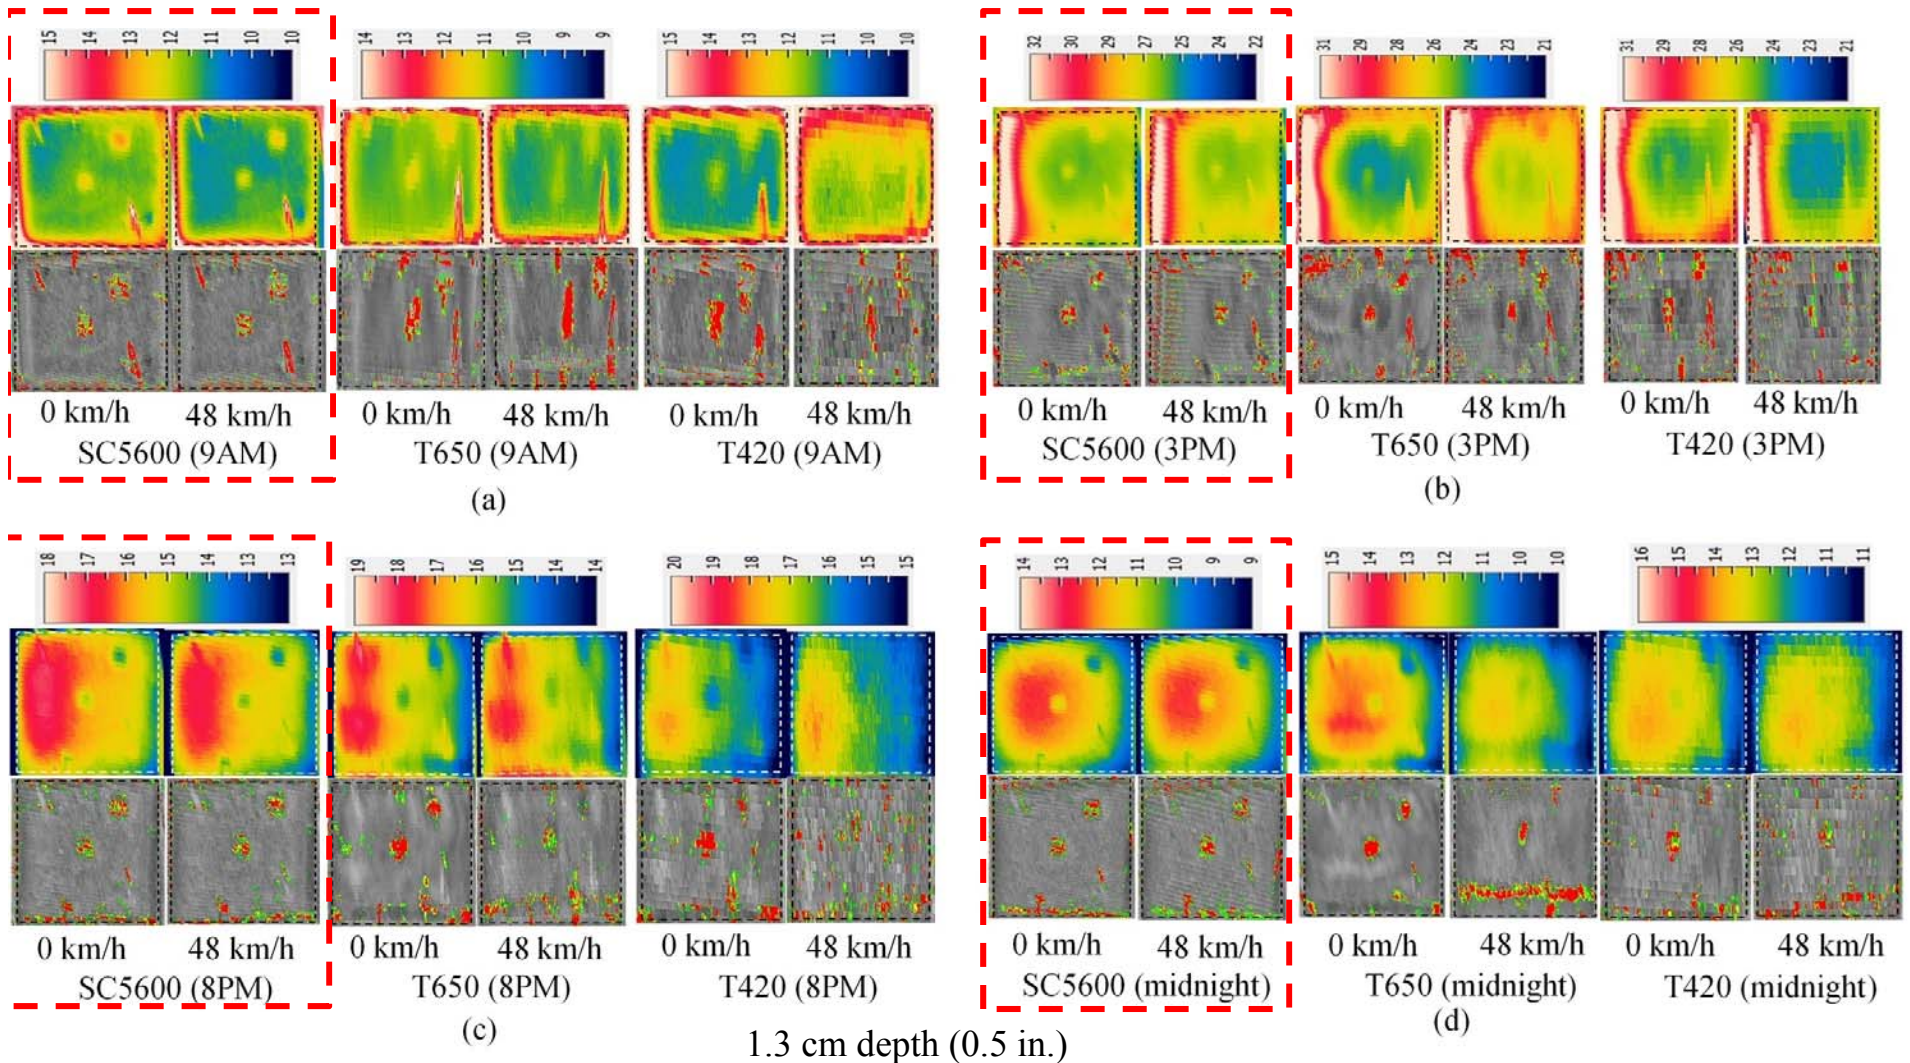 15 14 13 12 11 10 10
14 13 11 10 9 9
15 14 13 12 11 10 10
32 30 29 27 25 24 22
31 29 28 26 24 23 21
31 29 28 26 24 23 21
0 km/h 48 km/h 0 km/h 48 km/h 0 km/h 48 km/h
SC5600 (9AM) T650 (9AM) T420 (9AM)
(a)
0 km/h 48 km/h 0 km/h 48 km/h 0 km/h 48 km/h
SC5600 (3PM) T650 (3PM) T420 (3PM)
(b)
18 17 16 15 14 13 13
19 18 17 16 15 14 14
20 19 18 17 16 15 15
14 13 12 11 10 9 9
15 14 13 12 11 10 10
16 15 14 13 12 11 11
0 km/h 48 km/h 0 km/h 48 km/h 0 km/h 48 km/h
SC5600 (8PM) T650 (8PM) T420 (8PM)
(c)
0 km/h 48 km/h 0 km/h 48 km/h 0 km/h 48 km/h
SC5600 (midnight) T650 (midnight) T420 (midnight)
(d)
1.3 cm depth (0.5 in.)